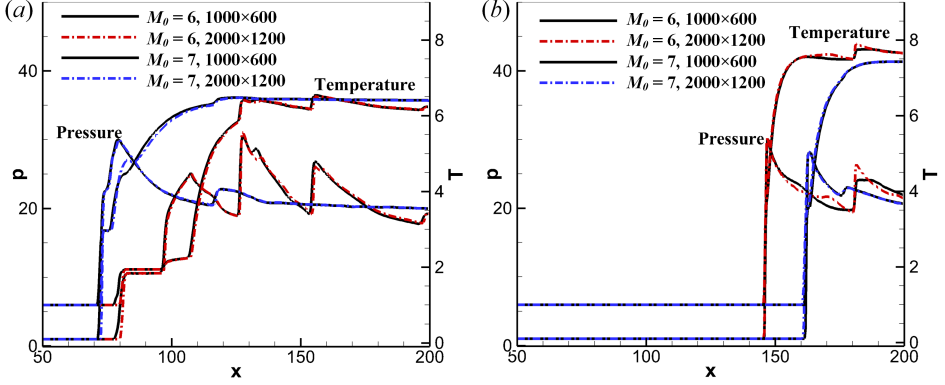 (a)
M₀ = 6, 1000×600
M₀ = 6, 2000×1200
M₀ = 7, 1000×600
M₀ = 7, 2000×1200
Temperature
Pressure
p
40
20
0
T
8
6
4
2
0
50
100
150
200
x
(b)
M₀ = 6, 1000×600
M₀ = 6, 2000×1200
M₀ = 7, 1000×600
M₀ = 7, 2000×1200
Temperature
Pressure
p
40
20
0
T
8
6
4
2
0
50
100
150
200
x